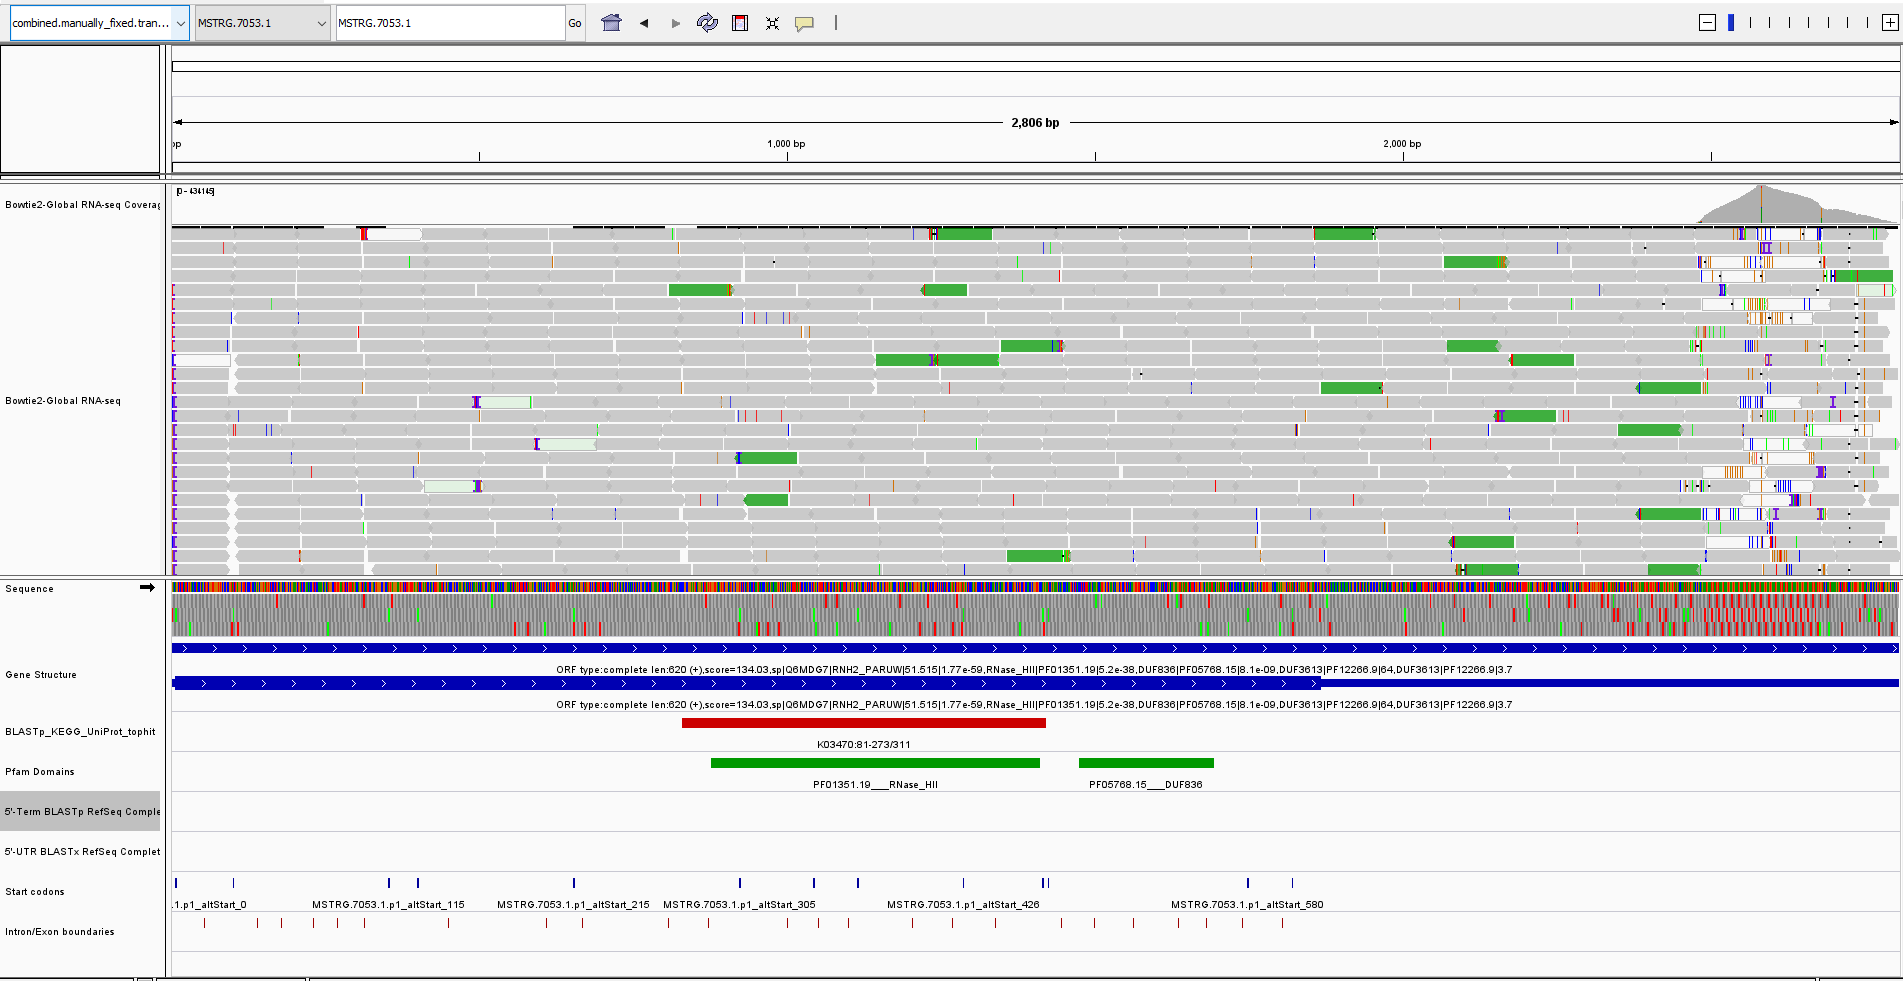 combined.manually_fixed.tran... MSTRG.7053.1 MSTRG.7053.1 Go
2,806 bp
bp 1,000 bp 2,000 bp
[0 - 434145]
Bowtie2-Global RNA-seq Coverag
Bowtie2-Global RNA-seq
Sequence
ORF type:complete len:620 (+),score=134.03,sp|Q6MDG7|RNH2_PARUW|51.515|1.77e-59,RNase_HII|PF01351.19|5.2e-38,DUF836|PF05768.15|8.1e-09,DUF3613|PF12266.9|64,DUF3613|PF12266.9|3.7
Gene Structure
ORF type:complete len:620 (+),score=134.03,sp|Q6MDG7|RNH2_PARUW|51.515|1.77e-59,RNase_HII|PF01351.19|5.2e-38,DUF836|PF05768.15|8.1e-09,DUF3613|PF12266.9|64,DUF3613|PF12266.9|3.7
BLASTp_KEGG_UniProt_tophit
K03470:81-273/311
Pfam Domains
PF01351.19___RNase_HII PF05768.15___DUF836
5'-Term BLASTp RefSeq Comple
5'-UTR BLASTx RefSeq Complet
Start codons
.1.p1_altStart_0 MSTRG.7053.1.p1_altStart_115 MSTRG.7053.1.p1_altStart_215 MSTRG.7053.1.p1_altStart_305 MSTRG.7053.1.p1_altStart_426 MSTRG.7053.1.p1_altStart_580
Intron/Exon boundaries